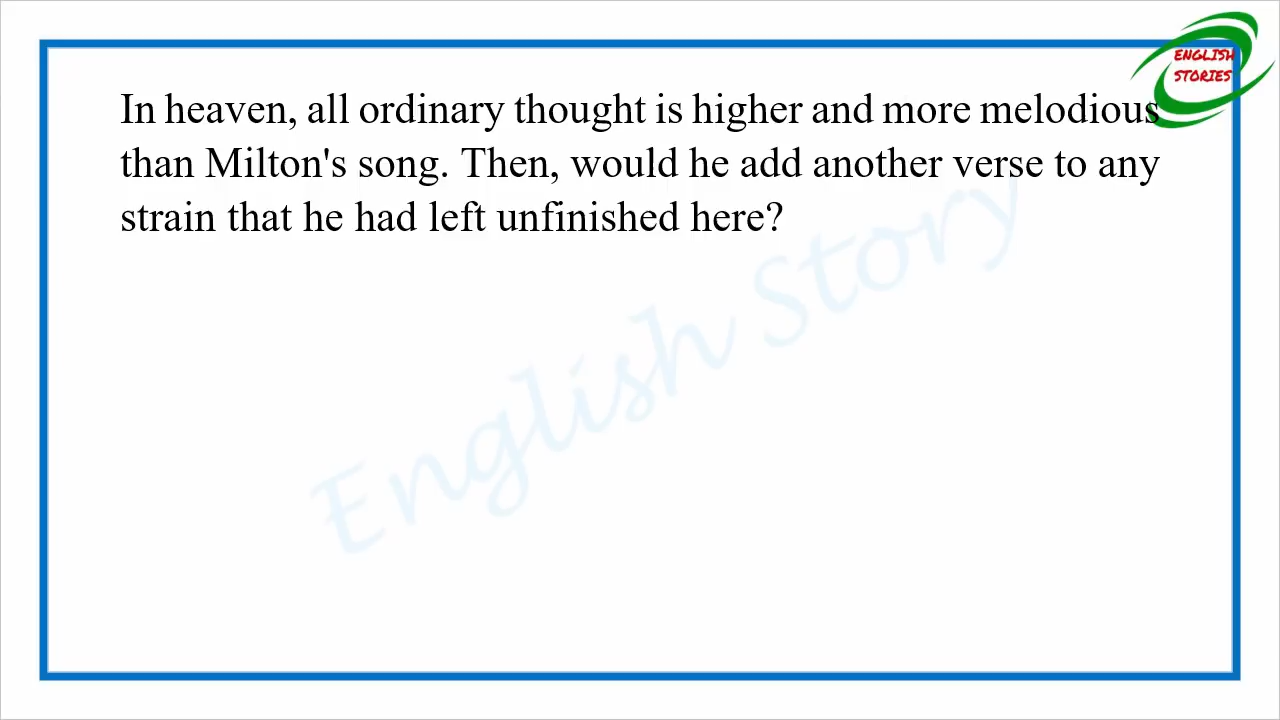 ENGLISH
STORIES
In heaven, all ordinary thought is higher and more melodious
than Milton's song. Then, would he add another verse to any
strain that he had left unfinished here?
English Story